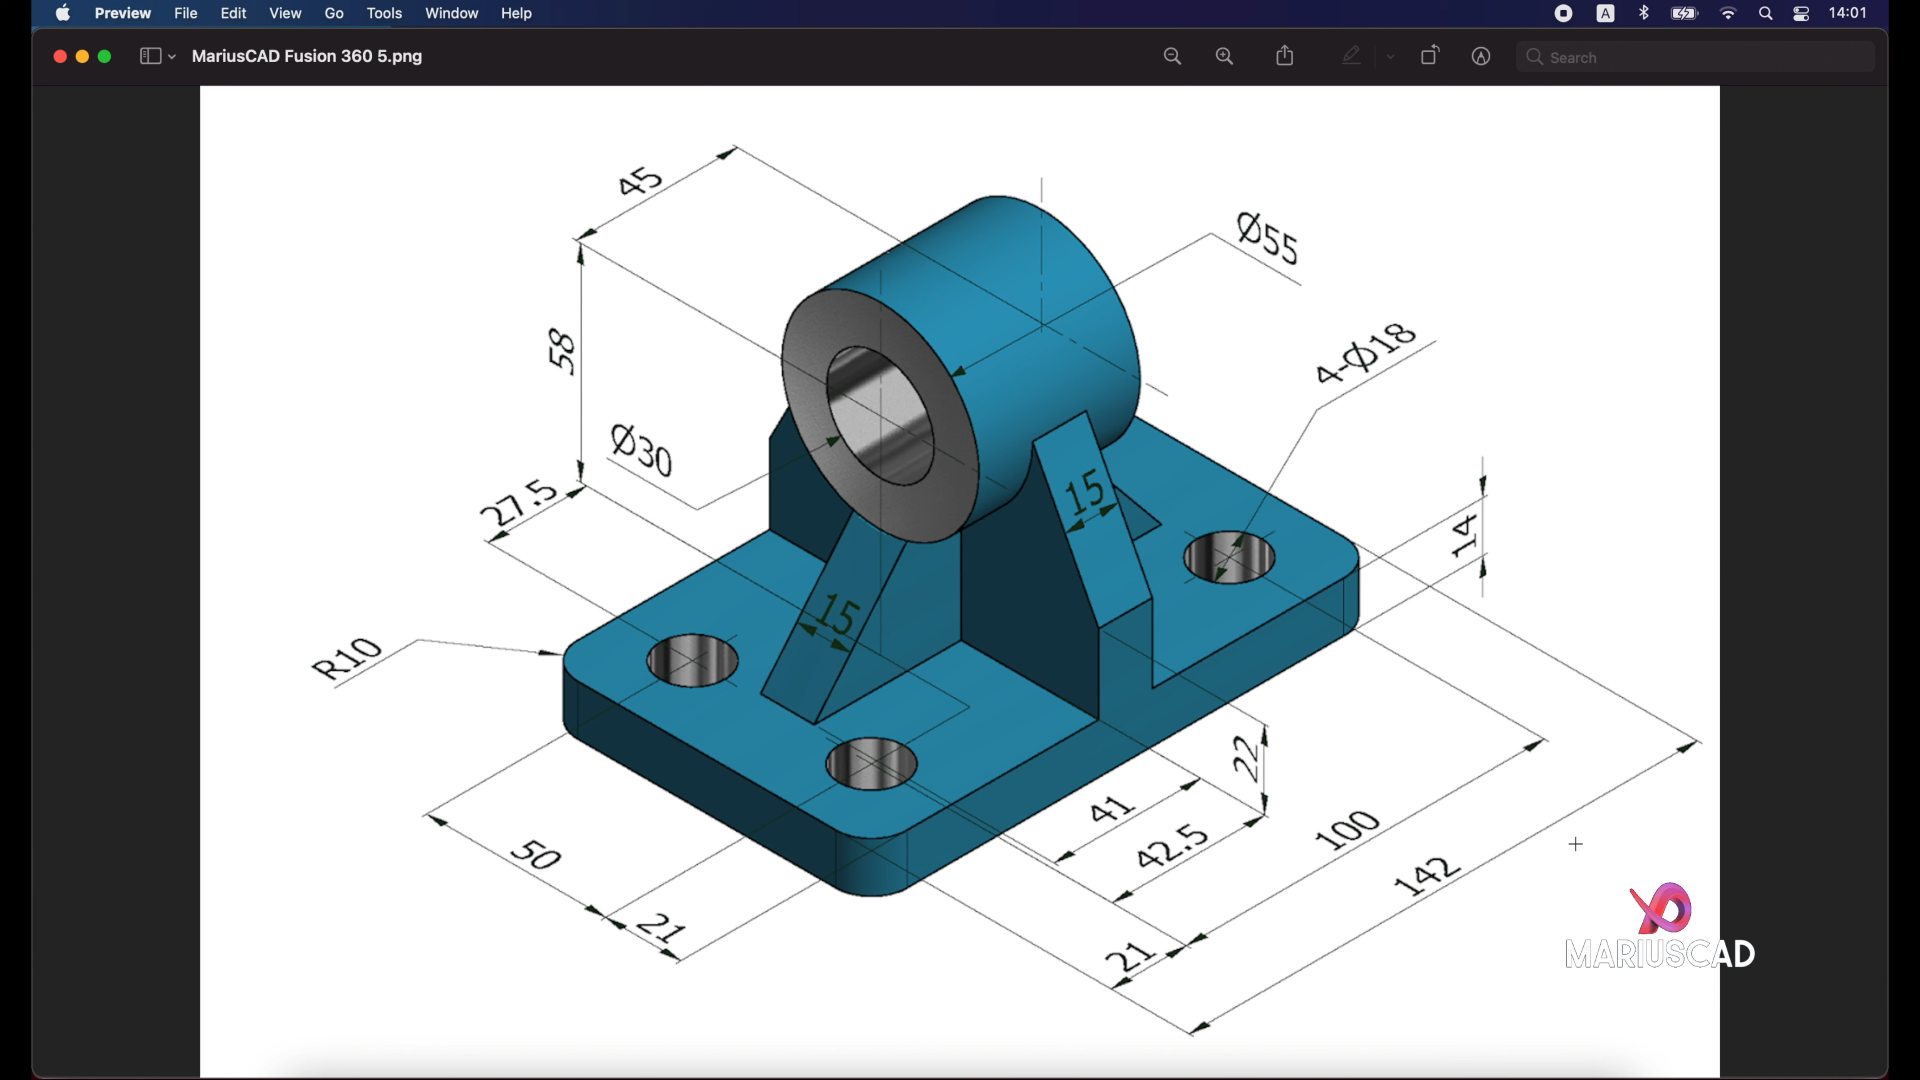 Preview File Edit View Go Tools Window Help
A
14:01
MariusCAD Fusion 360 5.png
Search
45
Ø55
58
4-Ø18
Ø30
27.5
15
14
15
R10
22
41
42.5
100
50
142
21
21
MARIUSCAD